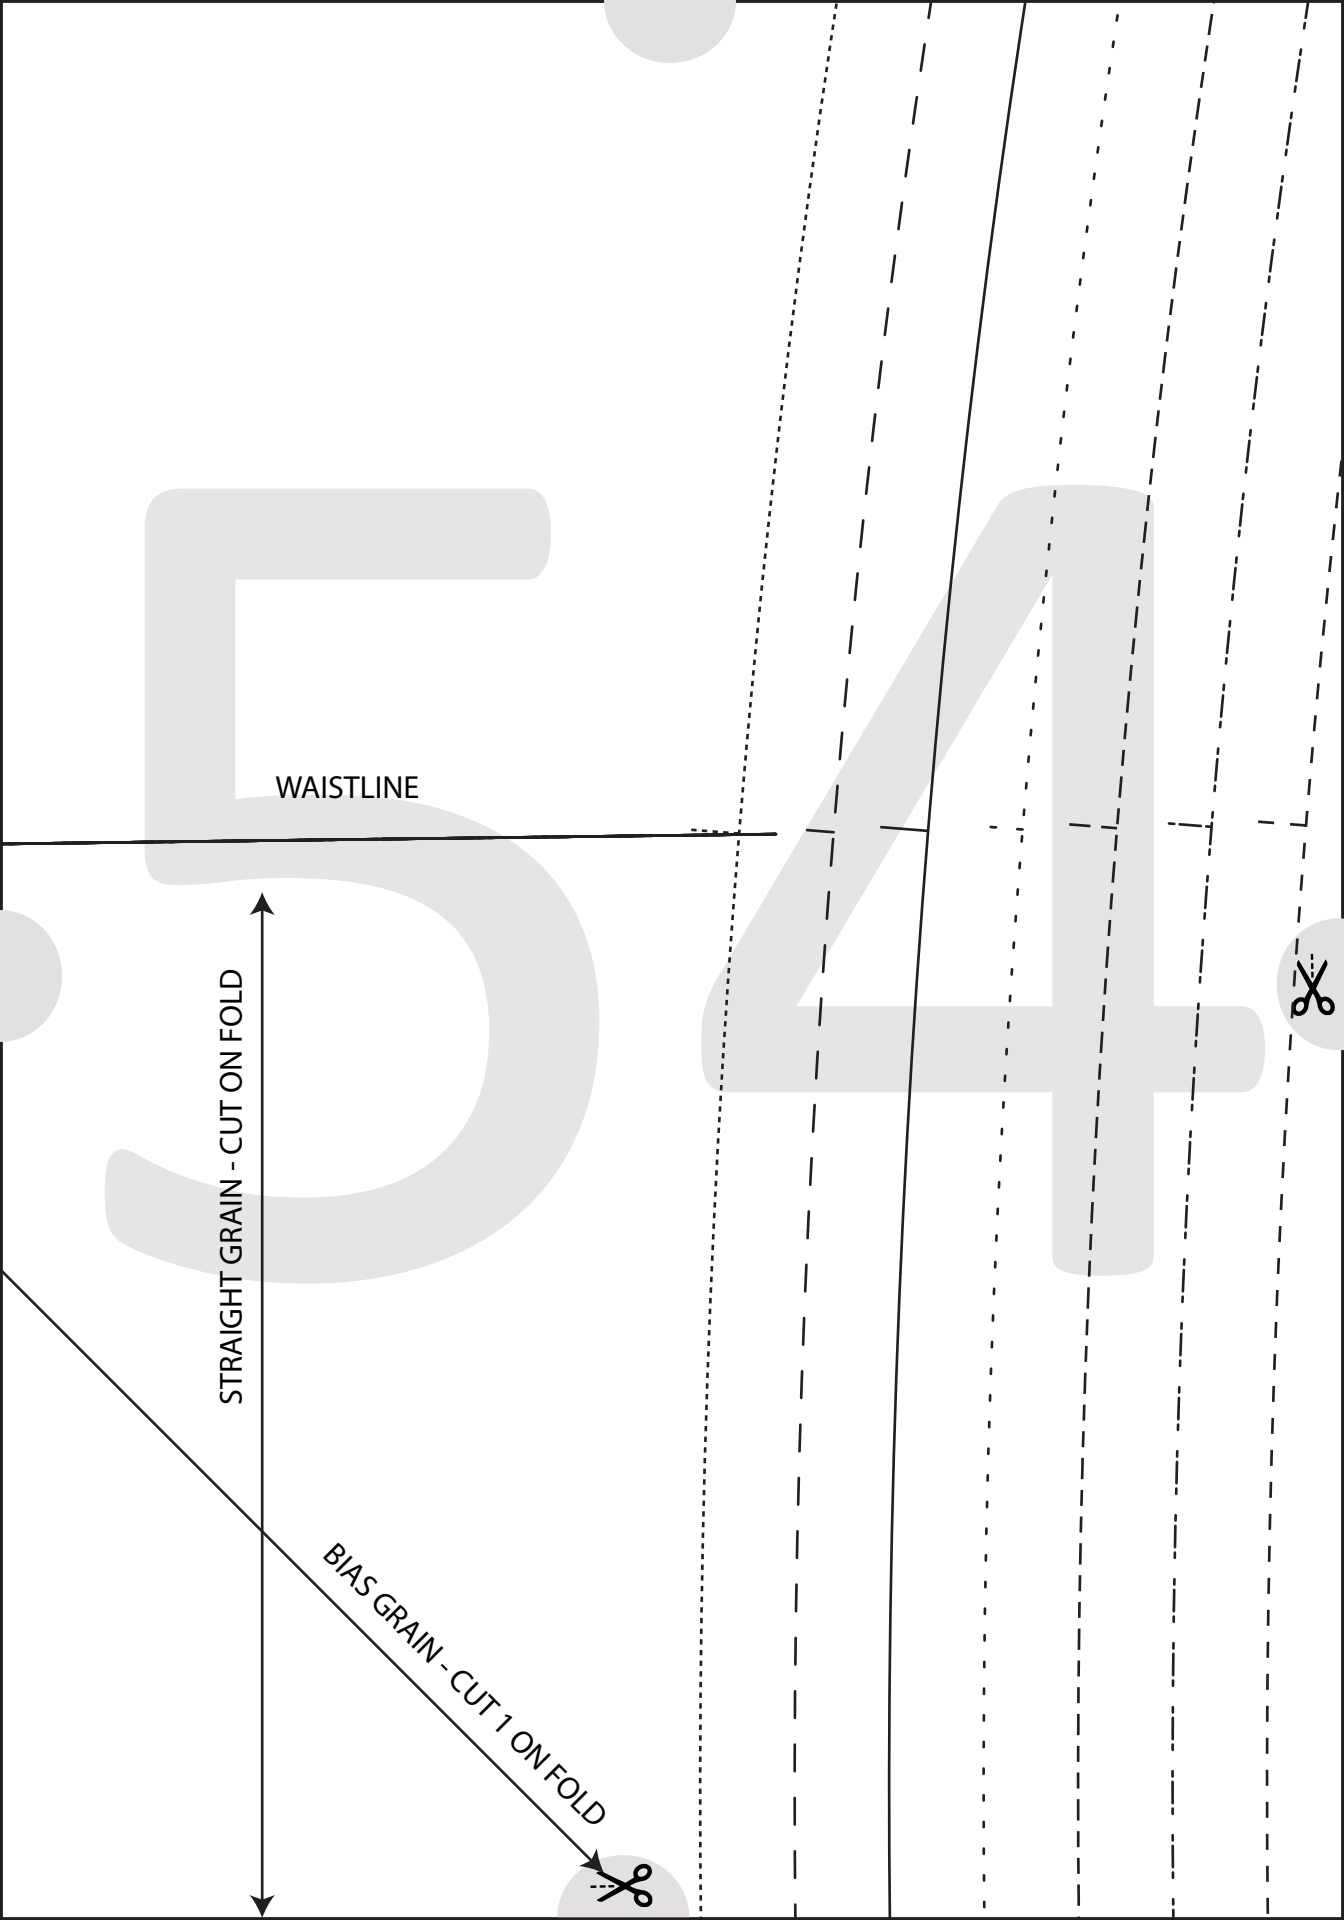 54
WAISTLINE
STRAIGHT GRAIN - CUT ON FOLD
BIAS GRAIN - CUT 1 ON FOLD